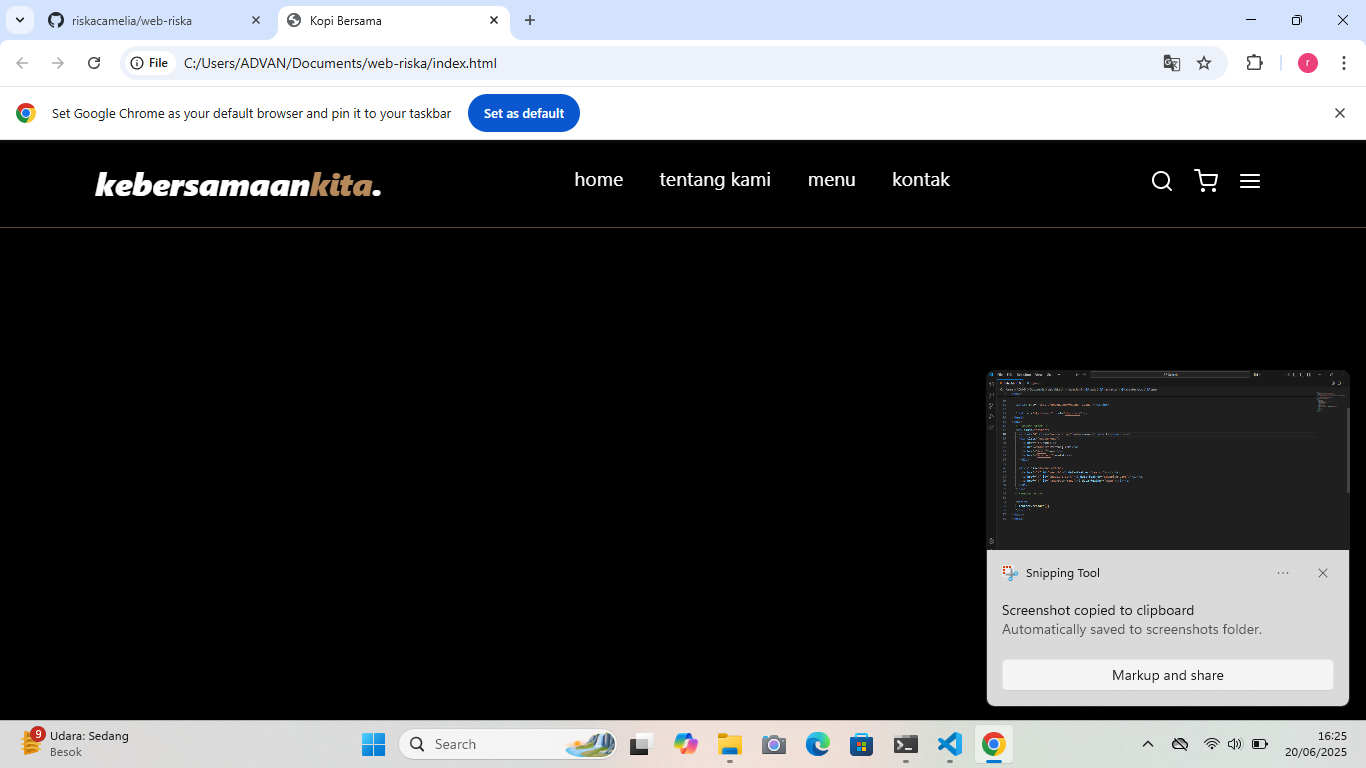 riskacamelia/web-riska
Kopi Bersama
File
C:/Users/ADVAN/Documents/web-riska/index.html
r
Set Google Chrome as your default browser and pin it to your taskbar
Set as default
kebersamaankita.
home
tentang kami
menu
kontak
Snipping Tool
Screenshot copied to clipboard
Automatically saved to screenshots folder.
Markup and share
9
Udara: Sedang
Besok
Search
16:25
20/06/2025